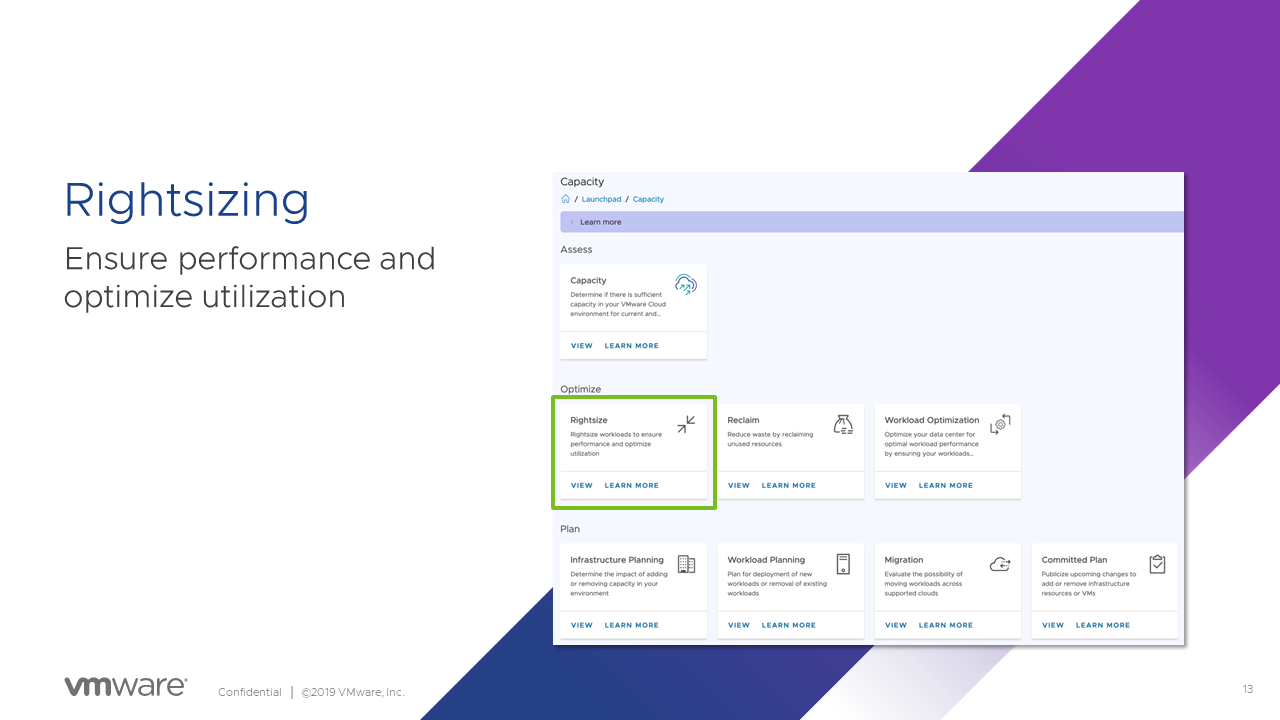 Rightsizing
Ensure performance and
optimize utilization
Capacity
/ Launchpad / Capacity
Learn more
Assess
Capacity
Determine if there is sufficient
capacity in your VMware Cloud
environment for current and...
VIEW LEARN MORE
Optimize
Rightsize
Rightsize workloads to ensure
performance and optimize
utilization
VIEW LEARN MORE
Reclaim
Reduce waste by reclaiming
unused resources
VIEW LEARN MORE
Workload Optimization
Optimize your data center for
optimal workload performance
by ensuring your workloads...
VIEW LEARN MORE
Plan
Infrastructure Planning
Determine the impact of adding
or removing capacity in your
environment
VIEW LEARN MORE
Workload Planning
Plan for deployment of new
workloads or removal of existing
workloads
VIEW LEARN MORE
Migration
Evaluate the possibility of
moving workloads across
supported clouds
VIEW LEARN MORE
Committed Plan
Publicize upcoming changes to
add or remove infrastructure
resources or VMs
VIEW LEARN MORE
vmware®
Confidential │ ©2019 VMware, Inc.
13